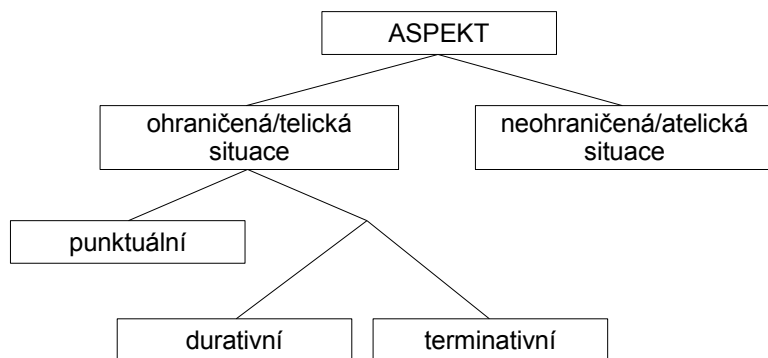 ASPEKT
ohraničená/telická
situace
neohraničená/atelická
situace
punktuální
durativní
terminativní